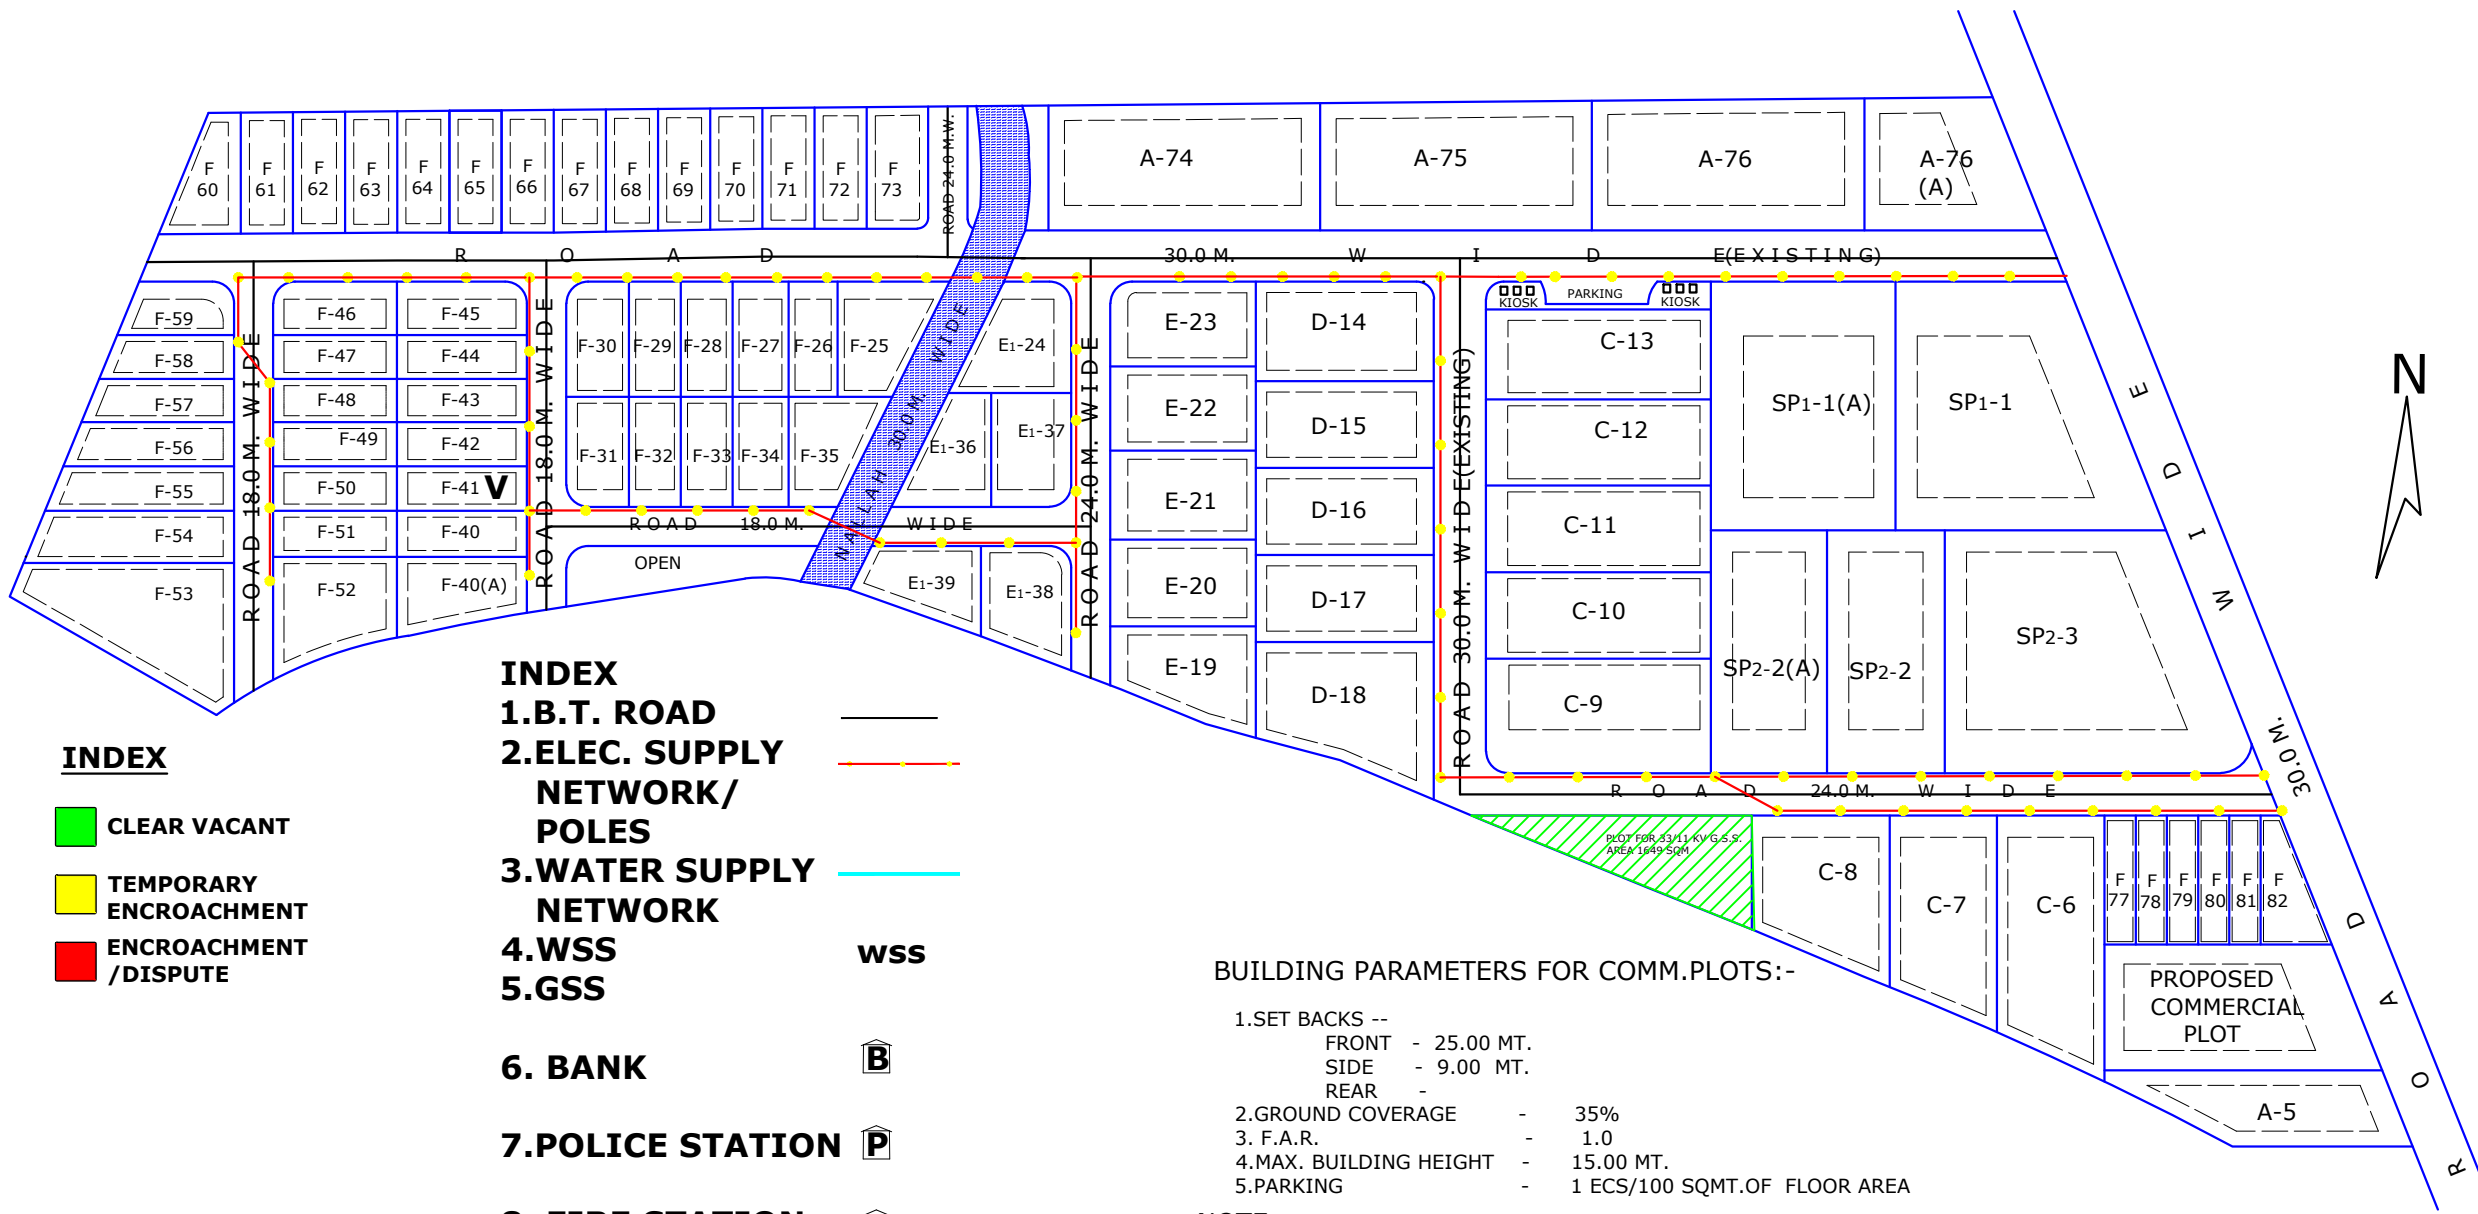 F 60
F 61
F 62
F 63
F 64
F 65
F 66
F 67
F 68
F 69
F 70
F 71
F 72
F 73
ROAD 24.0 M.W.
A-74
A-75
A-76
A-76 (A)
ROAD 30.0 M. WIDE(EXISTING)
F-59
F-58
F-57
F-56
F-55
F-54
F-53
ROAD 18.0 M. WIDE
F-46
F-47
F-48
F-49
F-50
F-51
F-52
F-45
F-44
F-43
F-42
F-41 V
F-40
F-40(A)
ROAD 18.0 M. WIDE
F-30
F-29
F-28
F-27
F-26
F-25
F-31
F-32
F-33
F-34
F-35
NALLAH 30.0 M. WIDE
E1-24
E1-36
E1-37
ROAD 18.0 M. WIDE
OPEN
E1-39
E1-38
ROAD 24.0 M. WIDE
E-23
E-22
E-21
E-20
E-19
D-14
D-15
D-16
D-17
D-18
ROAD 30.0 M. WIDE(EXISTING)
KIOSK
PARKING
KIOSK
C-13
C-12
C-11
C-10
C-9
SP1-1(A)
SP1-1
SP2-2(A)
SP2-2
SP2-3
ROAD 30.0 M. WIDE
N
ROAD 24.0 M. WIDE
PLOT FOR 33/11 KV G.S.S.
AREA 1649 SQM
C-8
C-7
C-6
F 77
F 78
F 79
F 80
F 81
F 82
PROPOSED
COMMERCIAL
PLOT
A-5
INDEX
CLEAR VACANT
TEMPORARY
ENCROACHMENT
ENCROACHMENT
/DISPUTE
INDEX
1.B.T. ROAD
2.ELEC. SUPPLY
NETWORK/
POLES
3.WATER SUPPLY
NETWORK
4.WSS wss
5.GSS
6. BANK B
7.POLICE STATION P
BUILDING PARAMETERS FOR COMM.PLOTS:-
1.SET BACKS --
FRONT - 25.00 MT.
SIDE - 9.00 MT.
REAR -
2.GROUND COVERAGE - 35%
3. F.A.R. - 1.0
4.MAX. BUILDING HEIGHT - 15.00 MT.
5.PARKING - 1 ECS/100 SQMT.OF FLOOR AREA